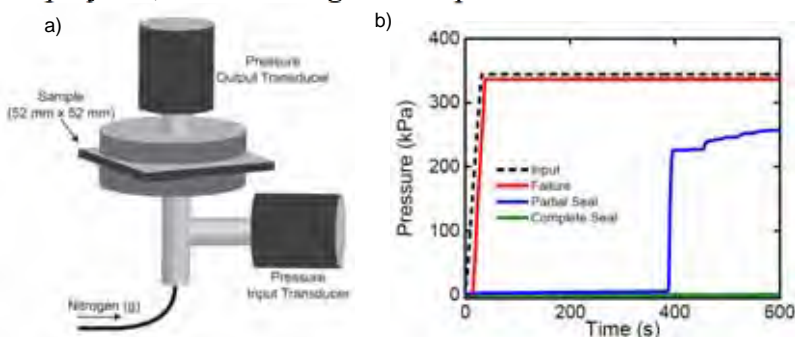 a)
Pressure
Output Transducer
Sample
(52 mm x 52 mm)
Pressure
Input Transducer
Nitrogen (g)
b)
Pressure (kPa)
400
300
200
100
0
Input
Failure
Partial Seal
Complete Seal
0
200
400
600
Time (s)